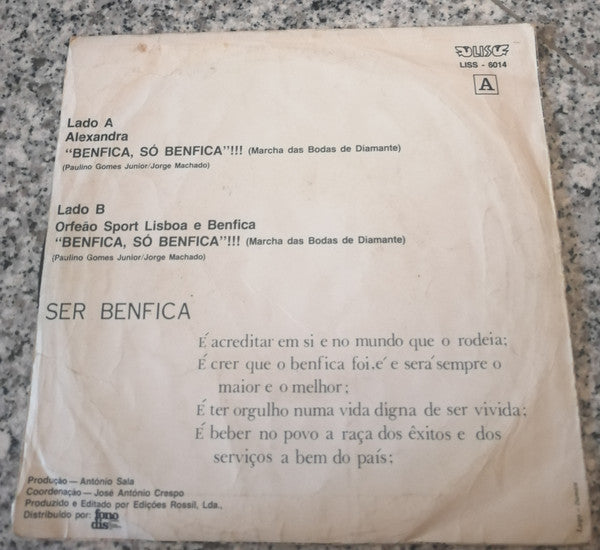 DLISC
LISS - 6014
A
Lado A
Alexandra
"BENFICA, SÓ BENFICA"!!! (Marcha das Bodas de Diamante)
(Paulino Gomes Junior/Jorge Machado)
Lado B
Orfeão Sport Lisboa e Benfica
"BENFICA, SÓ BENFICA"!!! (Marcha das Bodas de Diamante)
(Paulino Gomes Junior/Jorge Machado)
SER BENFICA
É acreditar em si e no mundo que o rodeia;
É crer que o benfica foi.é e será sempre o
maior e o melhor;
É ter orgulho numa vida digna de ser vivida;
É beber no povo a raça dos êxitos e dos
serviços a bem do país;
Produção — António Sala
Coordenação — José António Crespo
Produzido e Editado por Edições Rossil, Lda.,
Distribuído por: fono
dis